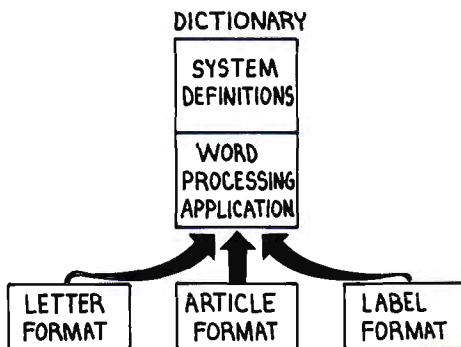 DICTIONARY
SYSTEM
DEFINITIONS
WORD
PROCESSING
APPLICATION
LETTER
FORMAT
ARTICLE
FORMAT
LABEL
FORMAT